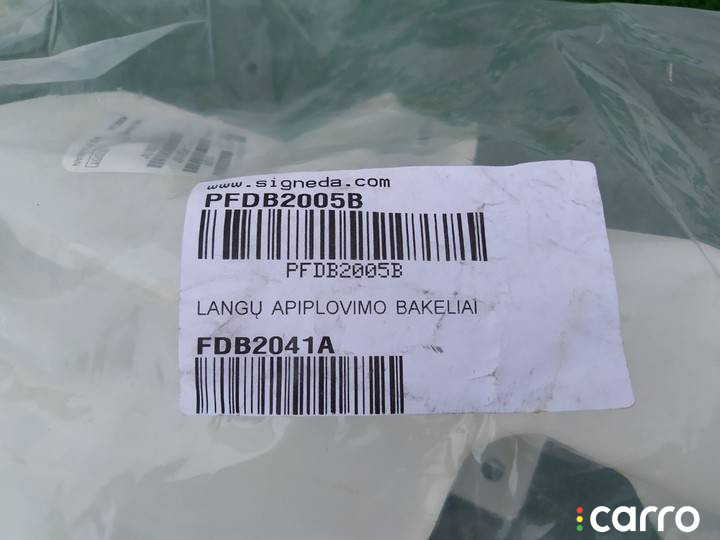 www.signeda.com
PFDB2005B
PFDB2005B
LANGŲ APIPLOVIMO BAKELIAI
FDB2041A
carro